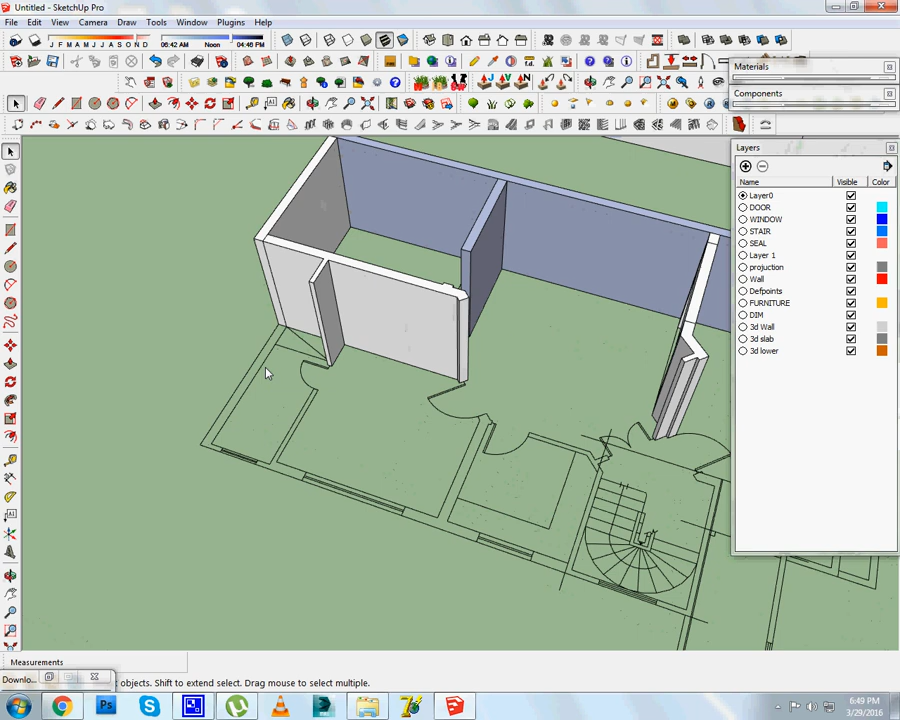 Untitled - SketchUp Pro
File Edit View Camera Draw Tools Window Plugins Help
J F M A M J J A S O N D 06:42 AM Noon 04:46 PM
Materials
Components
Layers
Name Visible Color
Layer0
DOOR
WINDOW
STAIR
SEAL
Layer 1
projuction
Wall
Defpoints
FURNITURE
DIM
3d Wall
3d slab
3d lower
Measurements
Downlo...
objects. Shift to extend select. Drag mouse to select multiple.
6:49 PM
3/29/2016